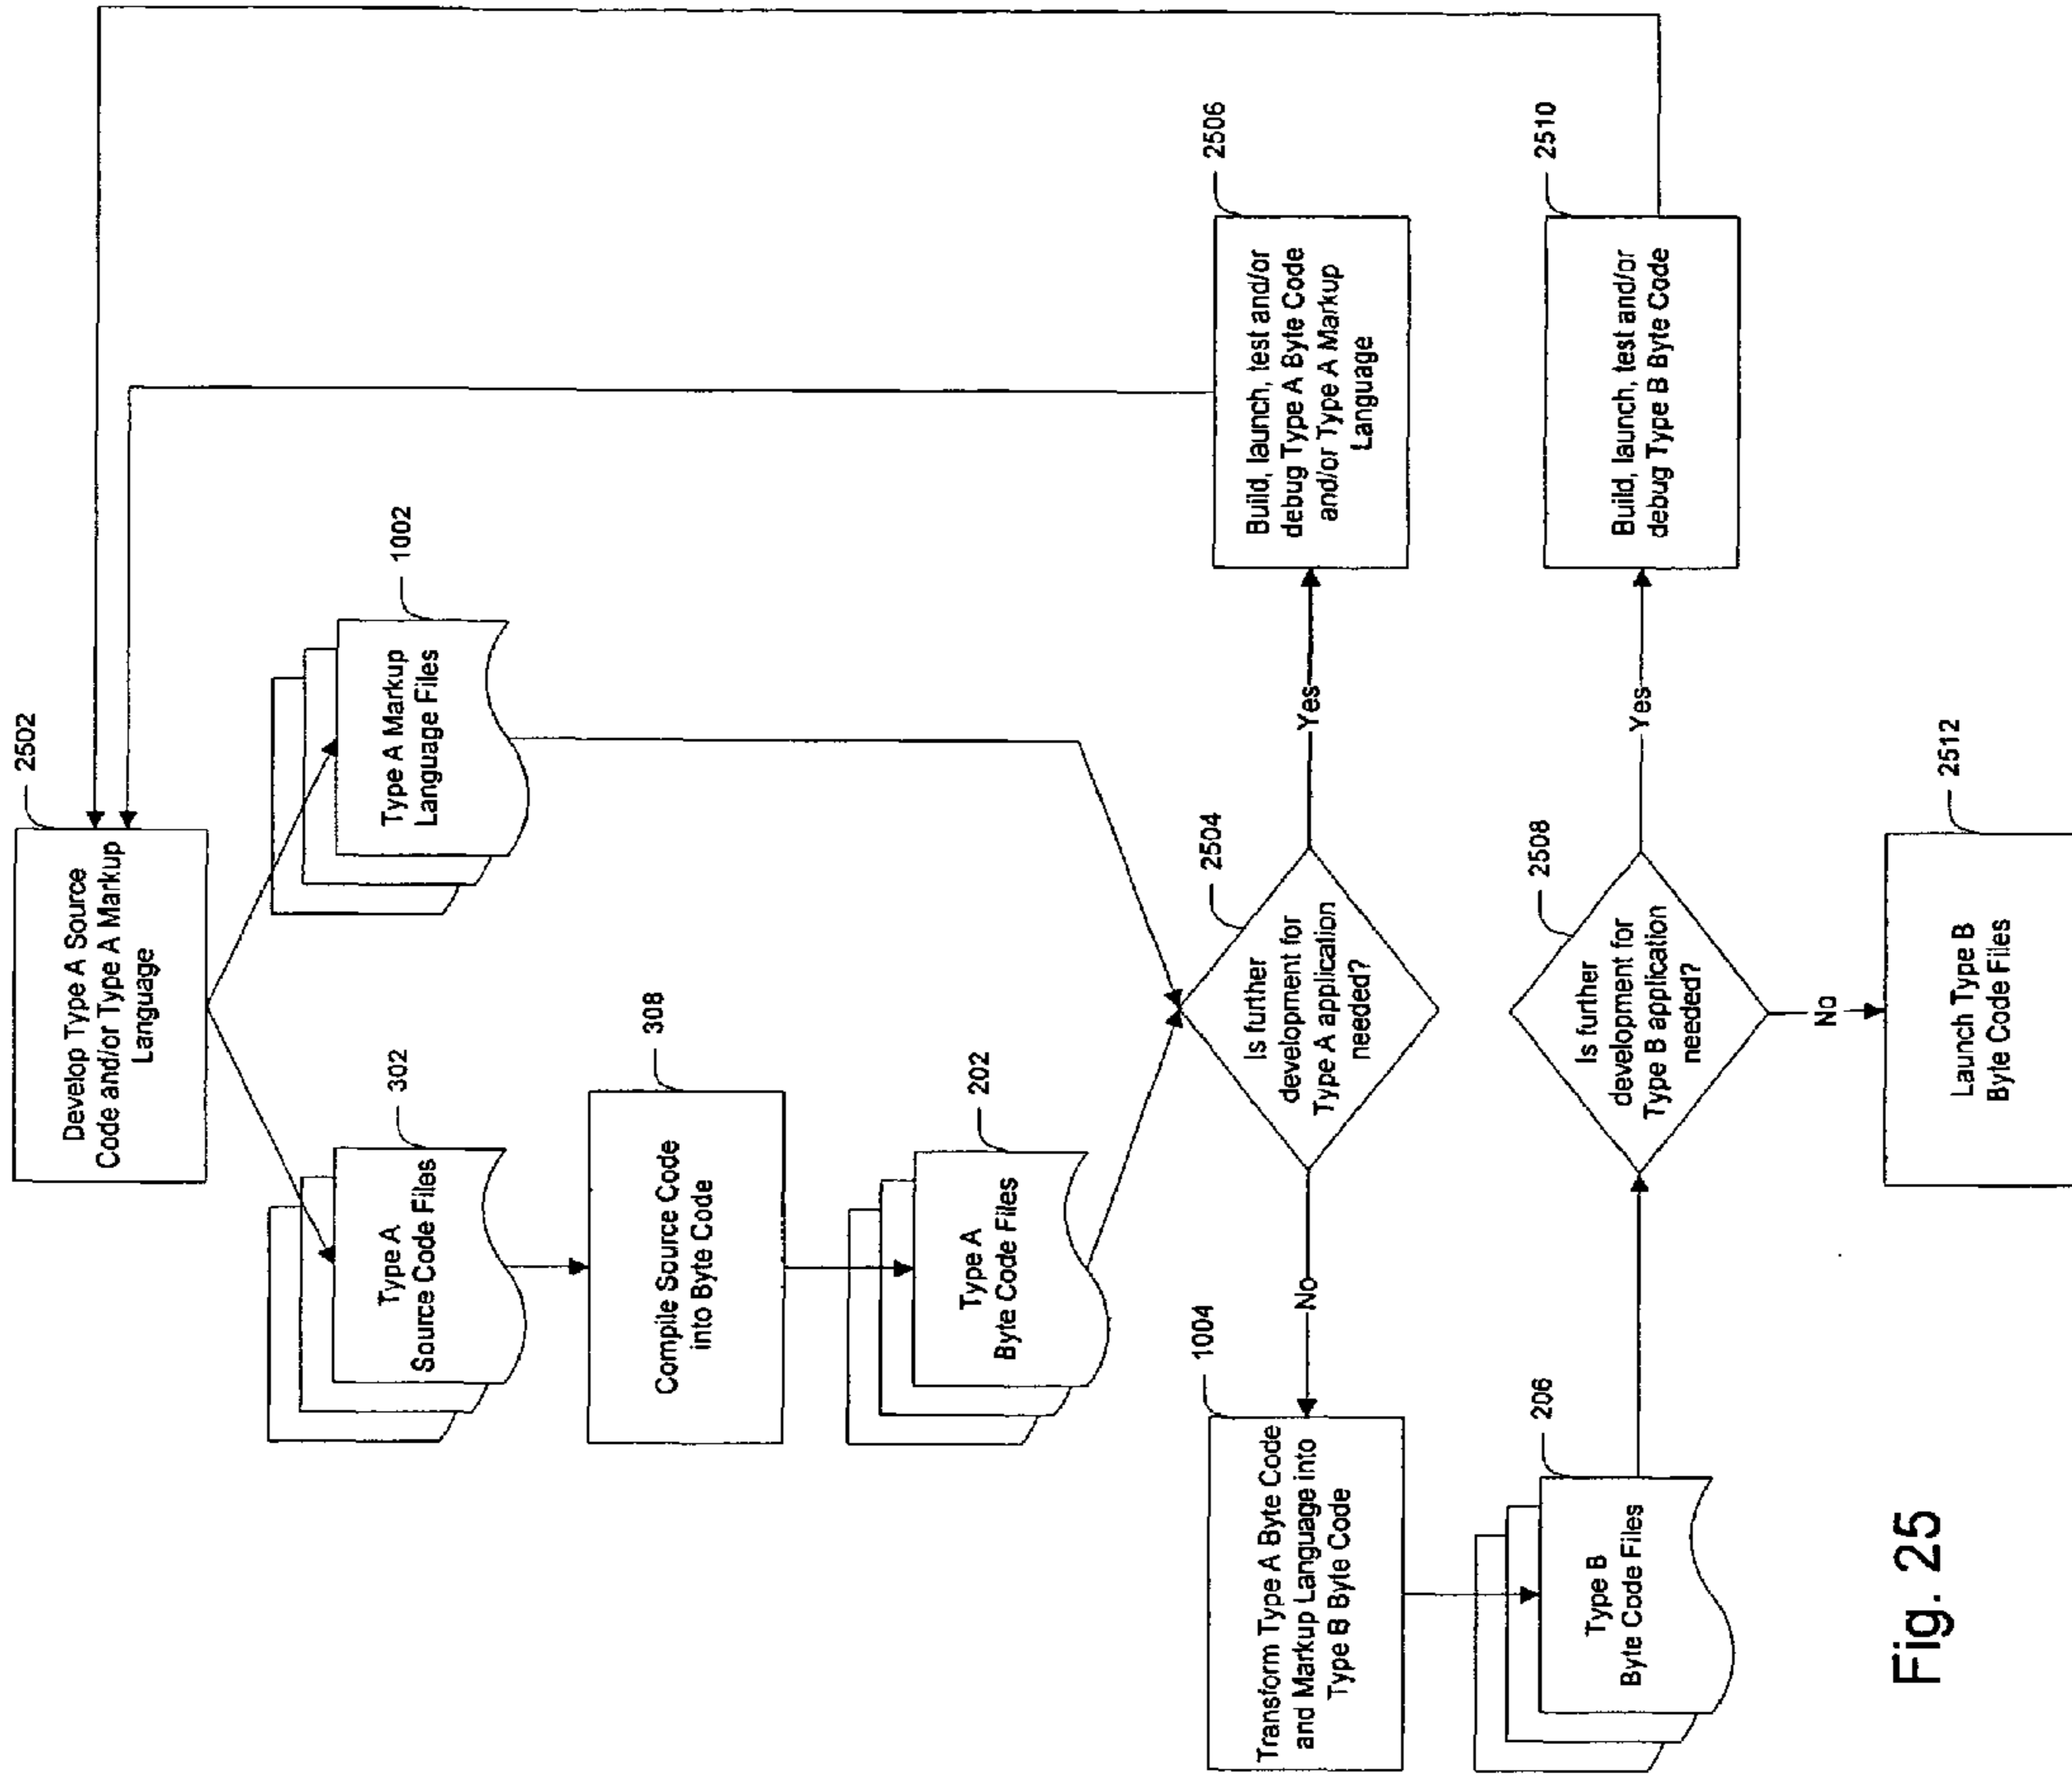 2502
Develop Type A Source
Code and/or Type A Markup
Language
302
Type A
Source Code Files
1002
Type A Markup
Language Files
308
Compile Source Code
into Byte Code
202
Type A
Byte Code Files
2504
Is further
development for
Type A application
needed?
Yes
2506
Build, launch, test and/or
debug Type A Byte Code
and/or Type A Markup
Language
No
1004
Transform Type A Byte Code
and Markup Language into
Type B Byte Code
206
Type B
Byte Code Files
2508
Is further
development for
Type B application
needed?
Yes
2510
Build, launch, test and/or
debug Type B Byte Code
No
2512
Launch Type B
Byte Code Files
Fig. 25